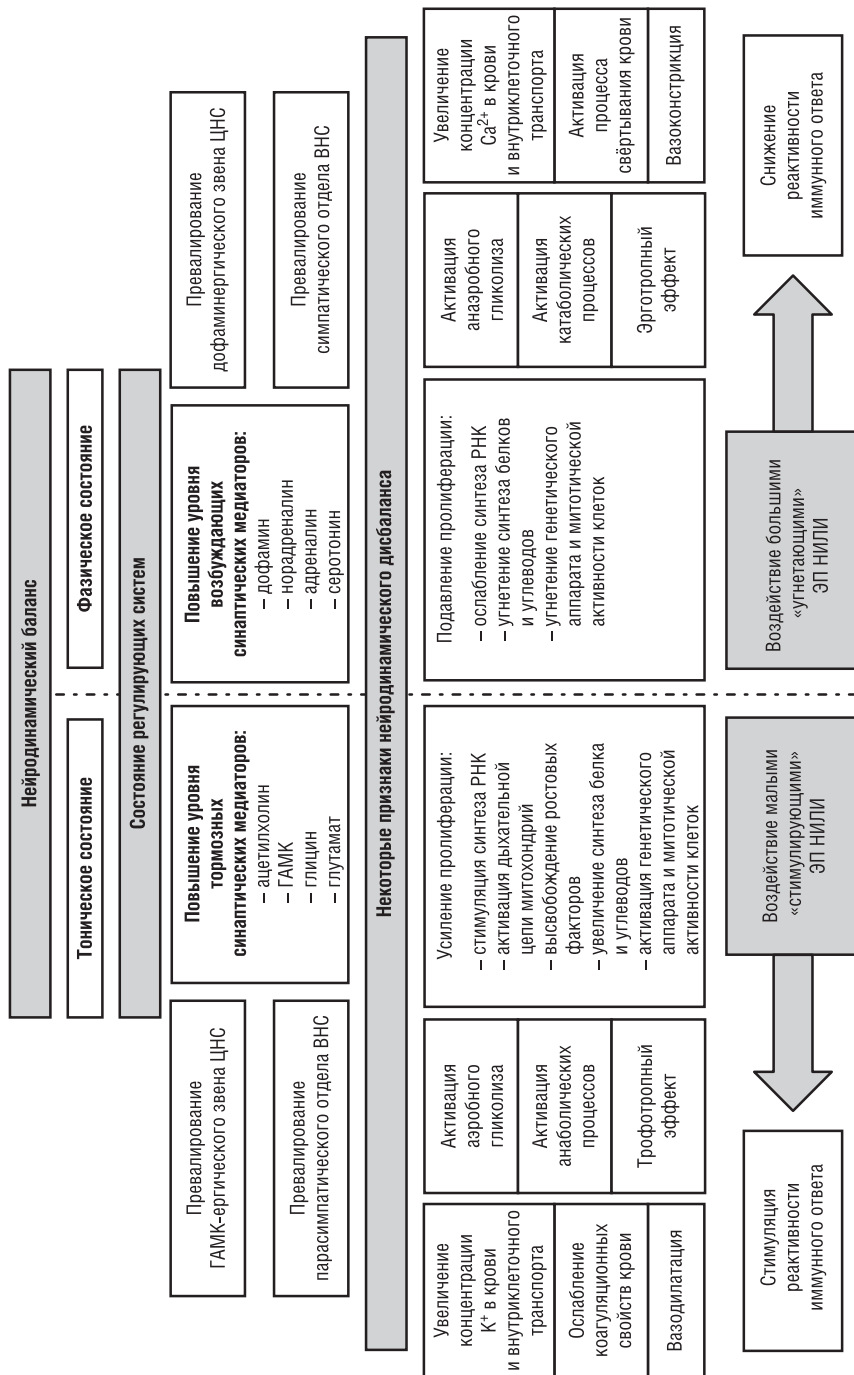 Нейродинамический баланс
Тоническое состояние
Фазическое состояние
Состояние регулирующих систем
Превалирование
ГАМК-ергического звена ЦНС
Превалирование
парасимпатического отдела ВНС
Повышение уровня
тормозных
синаптических медиаторов:
– ацетилхолин
– ГАМК
– глицин
– глутамат
Повышение уровня
возбуждающих
синаптических медиаторов:
– дофамин
– норадреналин
– адреналин
– серотонин
Превалирование
дофаминергического звена ЦНС
Превалирование
симпатического отдела ВНС
Некоторые признаки нейродинамического дисбаланса
Увеличение
концентрации
K⁺ в крови
и внутриклеточного
транспорта
Ослабление
коагуляционных
свойств крови
Вазодилатация
Активация
аэробного
гликолиза
Активация
анаболических
процессов
Трофотропный
эффект
Усиление пролиферации:
– стимуляция синтеза РНК
– активация дыхательной
цепи митохондрий
– высвобождение ростовых
факторов
– увеличение синтеза белка
и углеводов
– активация генетического
аппарата и митотической
активности клеток
Подавление пролиферации:
– ослабление синтеза РНК
– угнетение синтеза белков
и углеводов
– угнетение генетического
аппарата и митотической
активности клеток
Активация
анаэробного
гликолиза
Активация
катаболических
процессов
Эрготропный
эффект
Увеличение
концентрации
Ca²⁺ в крови
и внутриклеточного
транспорта
Активация
процесса
свёртывания крови
Вазоконстрикция
Стимуляция
реактивности
иммунного ответа
Воздействие малыми
«стимулирующими»
ЭП НИЛИ
Воздействие большими
«угнетающими»
ЭП НИЛИ
Снижение
реактивности
иммунного ответа